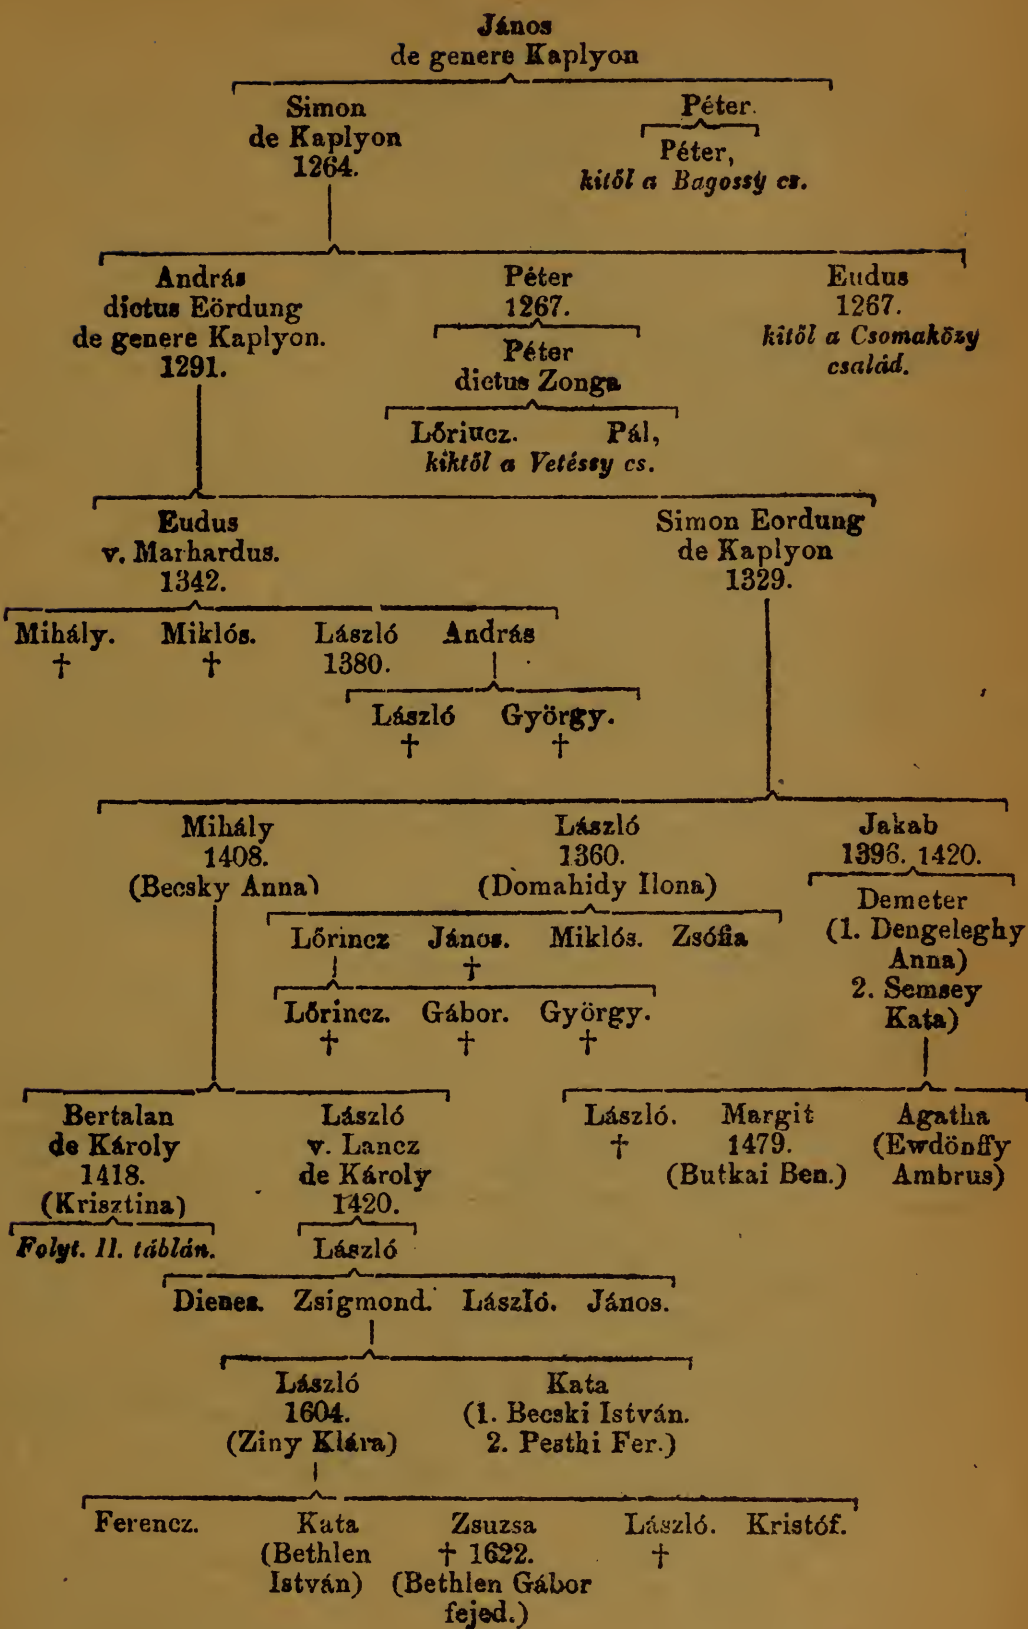 János
de genere Kaplyon
Simon
de Kaplyon
1264.
Péter.
Péter,
kitől a Bagossy cs.
András
dictus Eördung
de genere Kaplyon.
1291.
Péter
1267.
Péter
dictus Zonga
Lőrincz. Pál,
kiktől a Vetéssy cs.
Eudus
1267.
kitől a Csomaközy
család.
Eudus
v. Marhardus.
1342.
Simon Eordung
de Kaplyon
1329.
Mihály. Miklós. László András
† † 1380.
László György.
† †
Mihály
1408.
(Becsky Anna)
László
1360.
(Domahidy Ilona)
Jakab
1396. 1420.
Lőrincz János. Miklós. Zsófia
†
Lőrincz. Gábor. György.
† † †
Demeter
(1. Dengeleghy
Anna)
2. Semsey
Kata)
Bertalan
de Károly
1418.
(Krisztina)
Folyt. II. táblán.
László
v. Lancz
de Károly
1420.
László
László.
†
Margit
1479.
(Butkai Ben.)
Agatha
(Ewdönffy
Ambrus)
Dienes. Zsigmond. László. János.
László
1604.
(Ziny Klára)
Kata
(1. Becski István.
2. Pesthi Fer.)
Ferencz.
Kata
(Bethlen
István)
Zsuzsa
† 1622.
(Bethlen Gábor
fejed.)
László.
†
Kristóf.